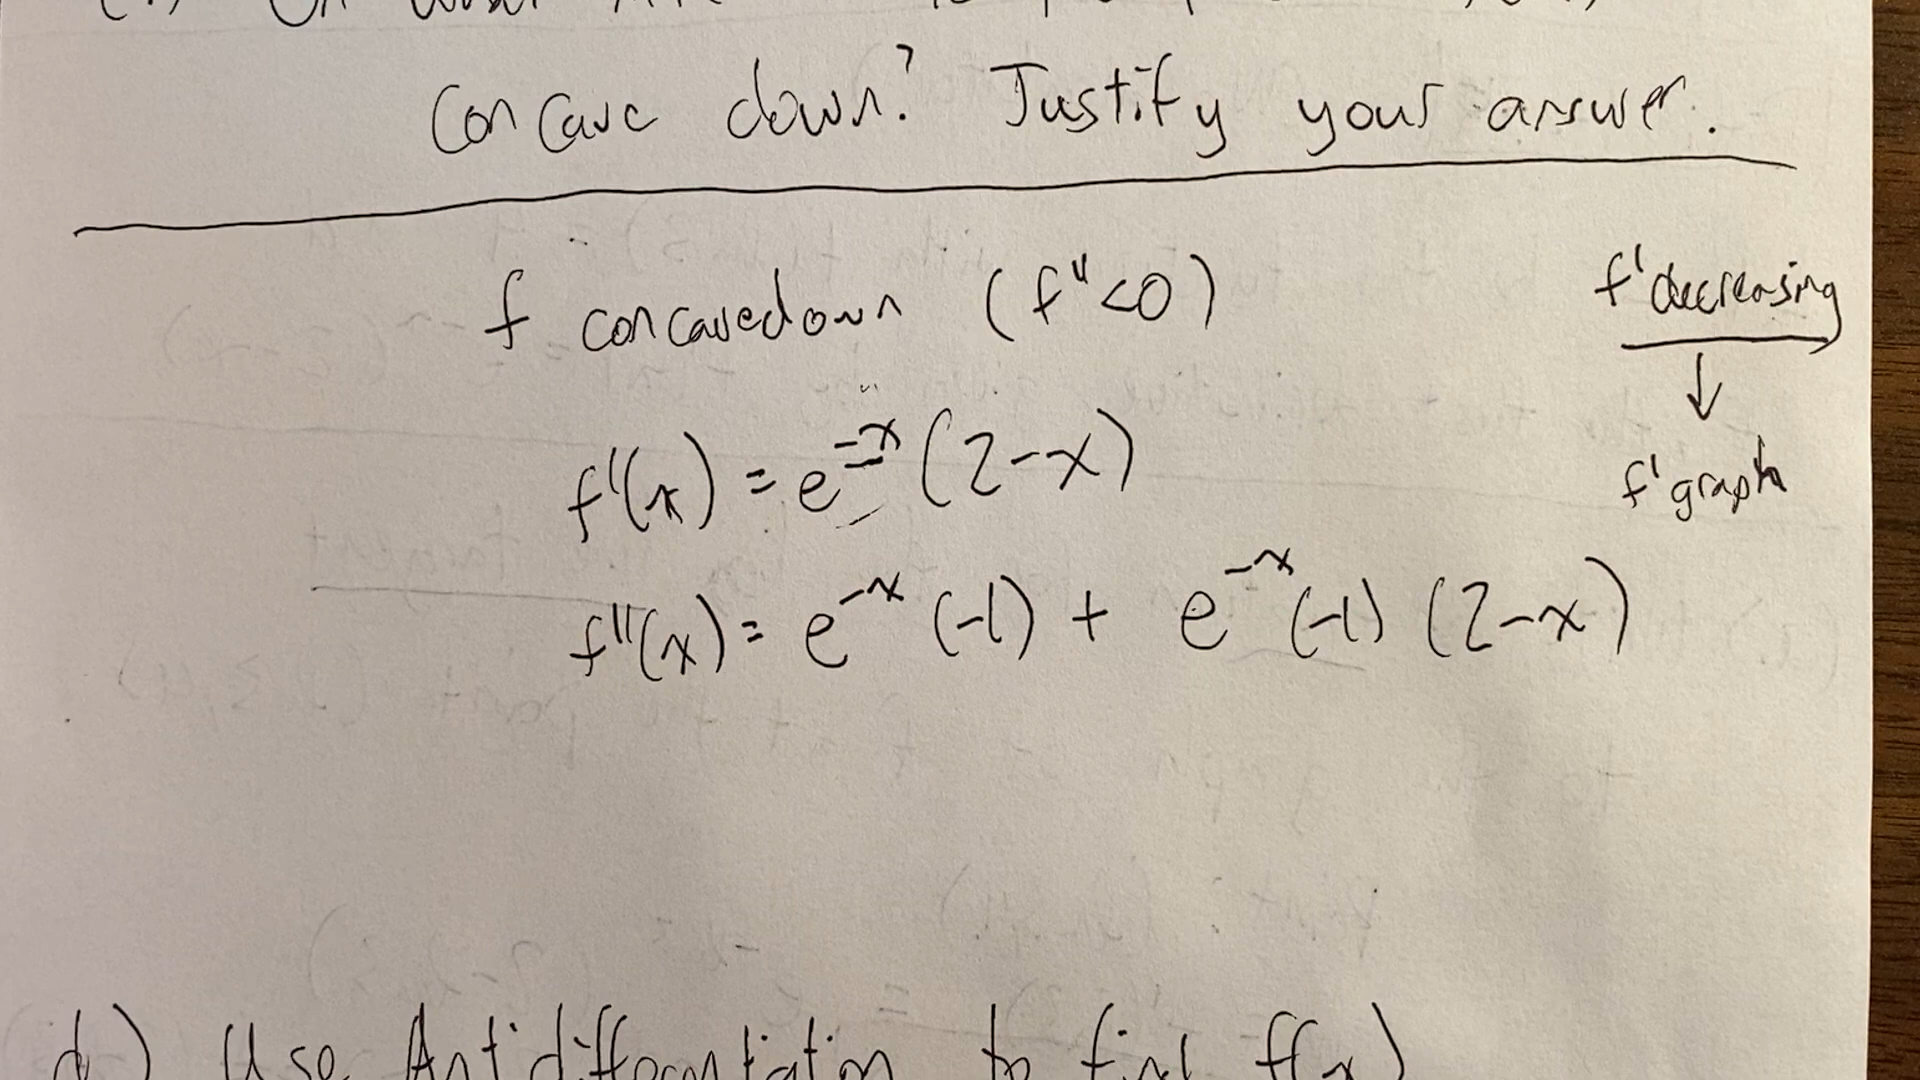 concave down? Justify your answer.
f concavedown (f''<0)
f' decreasing
↓
f' graph
f'(x) = e^-x (2-x)
f''(x) = e^-x (-1) + e^-x (-1) (2-x)
d.) Use Antidifferentiation to find f(x)